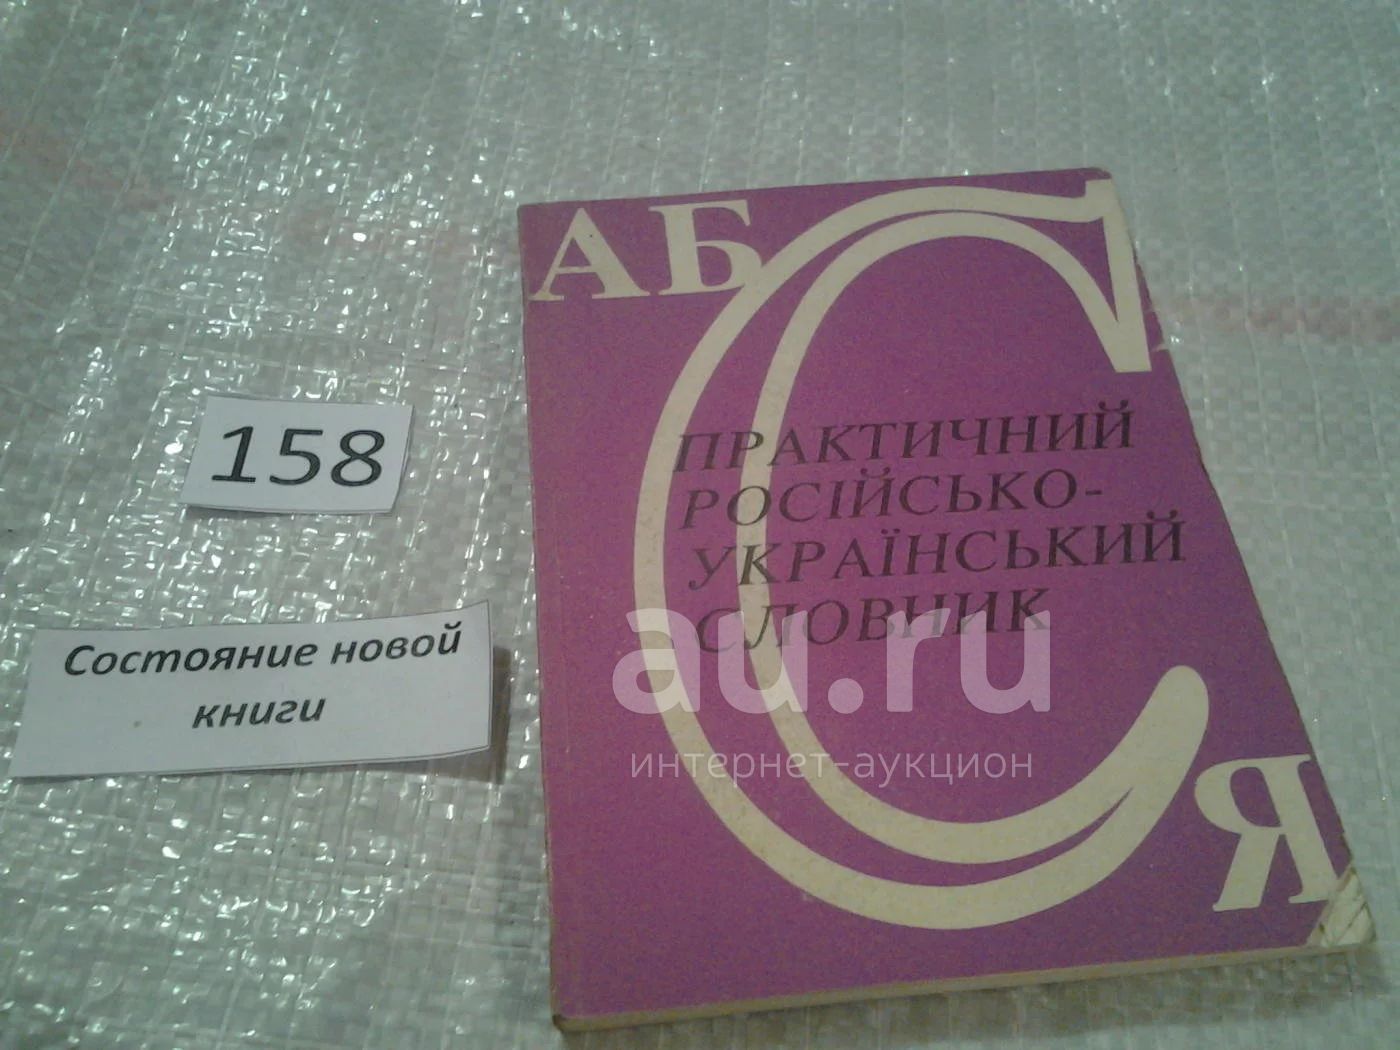 АБ
С
ПРАКТИЧНИЙ
РОСІЙСЬКО-
УКРАЇНСЬКИЙ
СЛОВНИК
Я
158
Состояние новой
книги
au.ru
интернет-аукцион